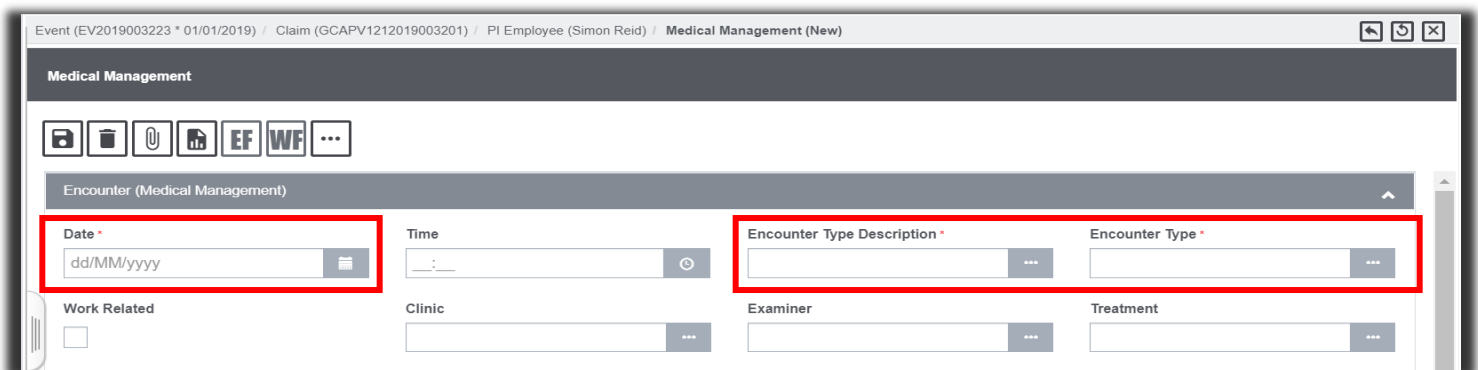 Event (EV2019003223 * 01/01/2019) / Claim (GCAPV1212019003201) / PI Employee (Simon Reid) / Medical Management (New)
Medical Management
EF WF
Encounter (Medical Management)
Date * Time Encounter Type Description * Encounter Type *
dd/MM/yyyy __:__
Work Related Clinic Examiner Treatment